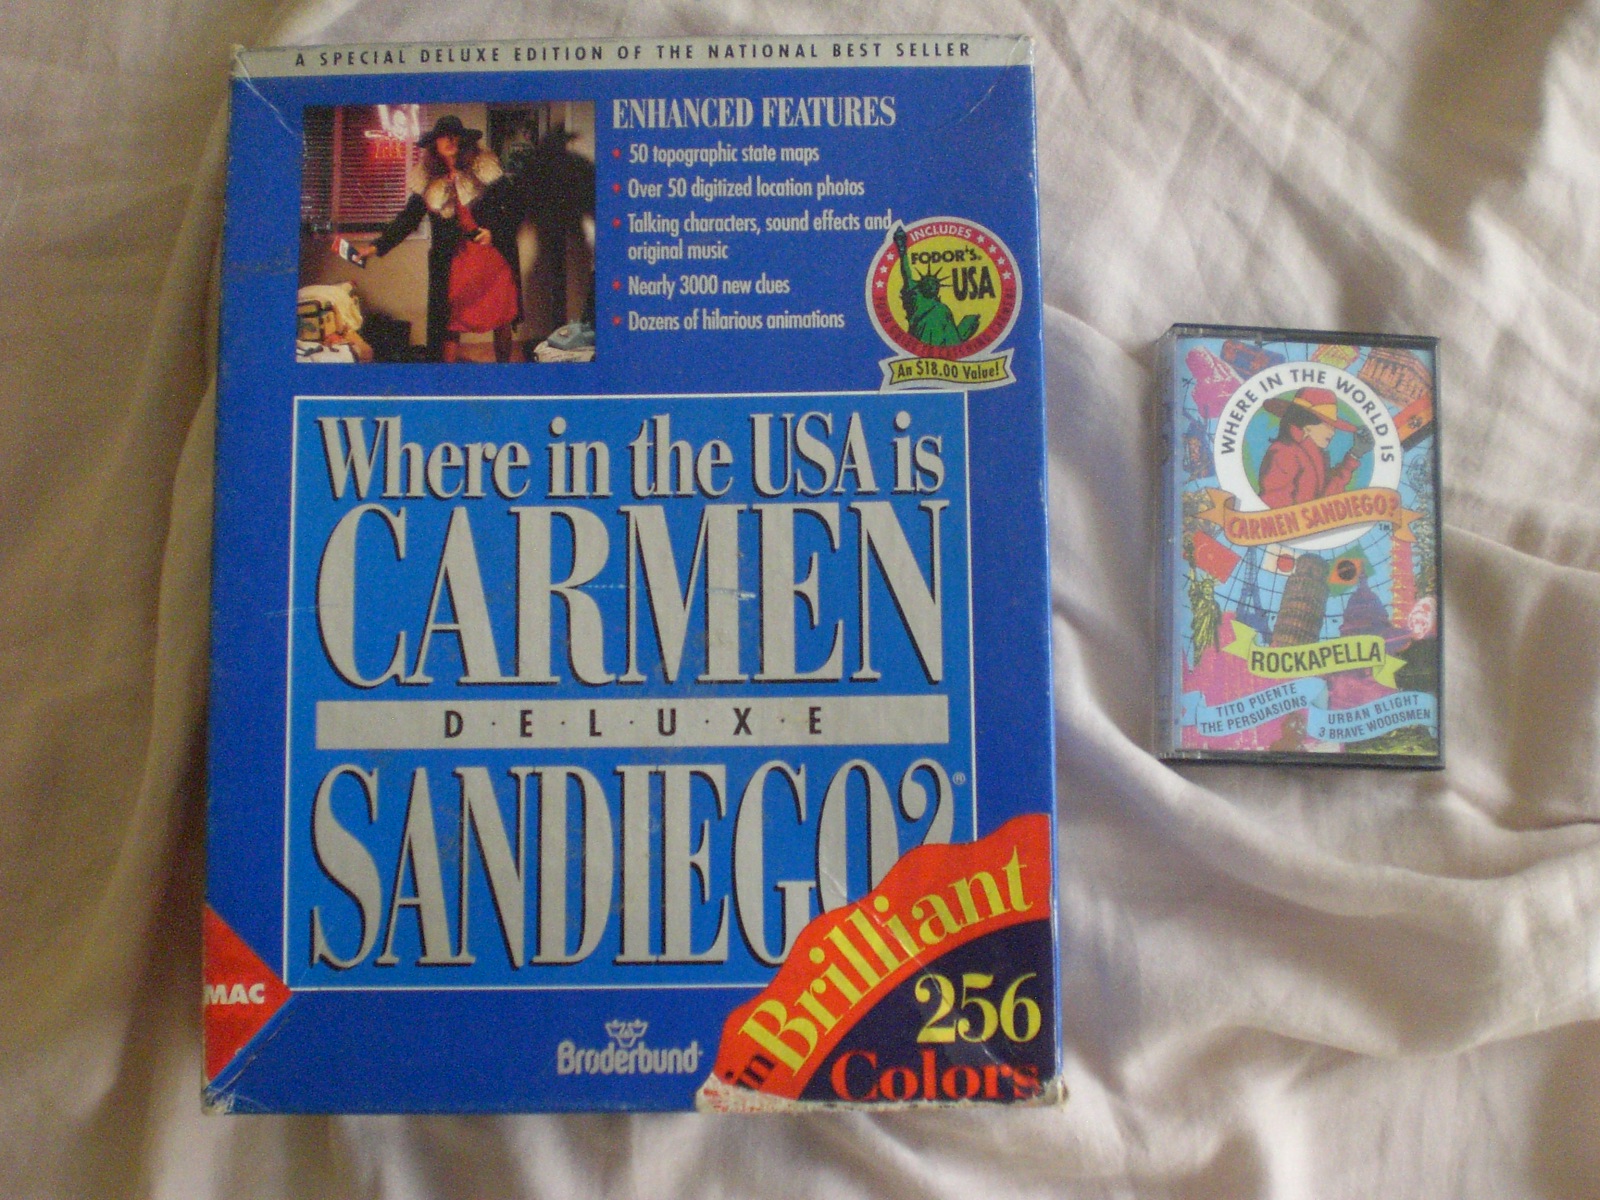 A SPECIAL DELUXE EDITION OF THE NATIONAL BEST SELLER
ENHANCED FEATURES
• 50 topographic state maps
• Over 50 digitized location photos
• Talking characters, sound effects and
original music
• Nearly 3000 new clues
• Dozens of hilarious animations
INCLUDES
FODOR'S®
USA
An $18.00 Value!
Where in the USA is
CARMEN
D·E·L·U·X·E
SANDIEGO?®
MAC
Brøderbund
in Brilliant
256
Colors
WHERE IN THE WORLD IS
CARMEN SANDIEGO?
TM
ROCKAPELLA
TITO PUENTE
THE PERSUASIONS
URBAN BLIGHT
3 BRAVE WOODSMEN